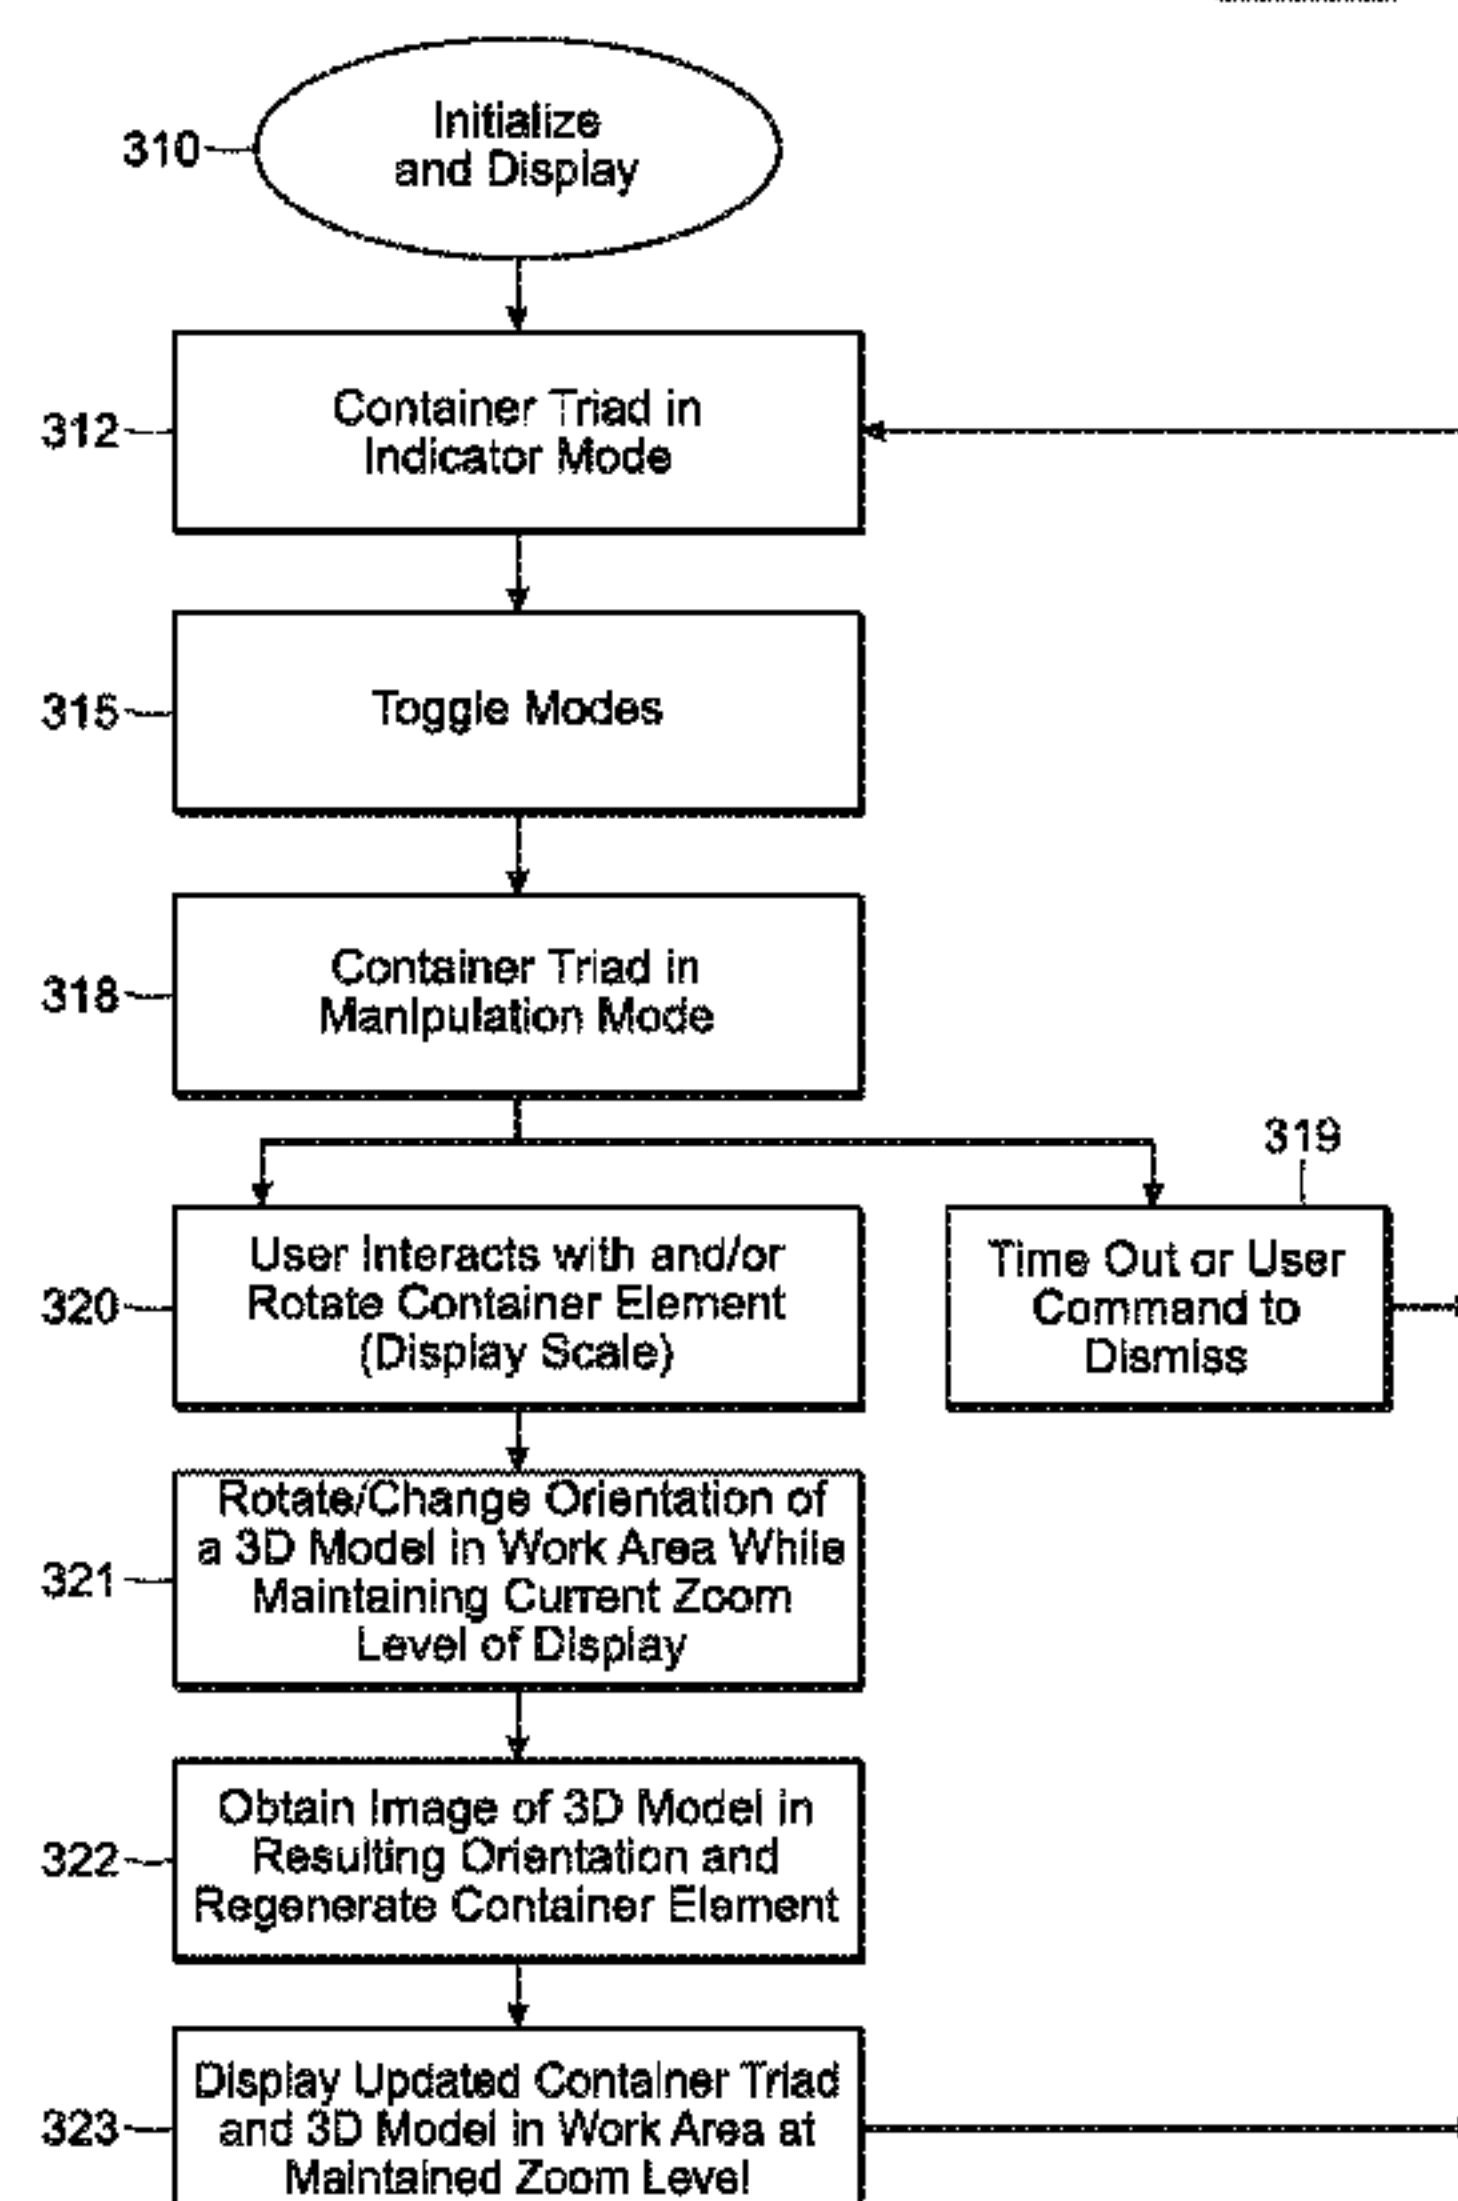 310
Initialize
and Display
312
Container Triad in
Indicator Mode
315
Toggle Modes
318
Container Triad in
Manipulation Mode
319
320
User Interacts with and/or
Rotate Container Element
(Display Scale)
Time Out or User
Command to
Dismiss
321
Rotate/Change Orientation of
a 3D Model in Work Area While
Maintaining Current Zoom
Level of Display
322
Obtain Image of 3D Model in
Resulting Orientation and
Regenerate Container Element
323
Display Updated Container Triad
and 3D Model in Work Area at
Maintained Zoom Level